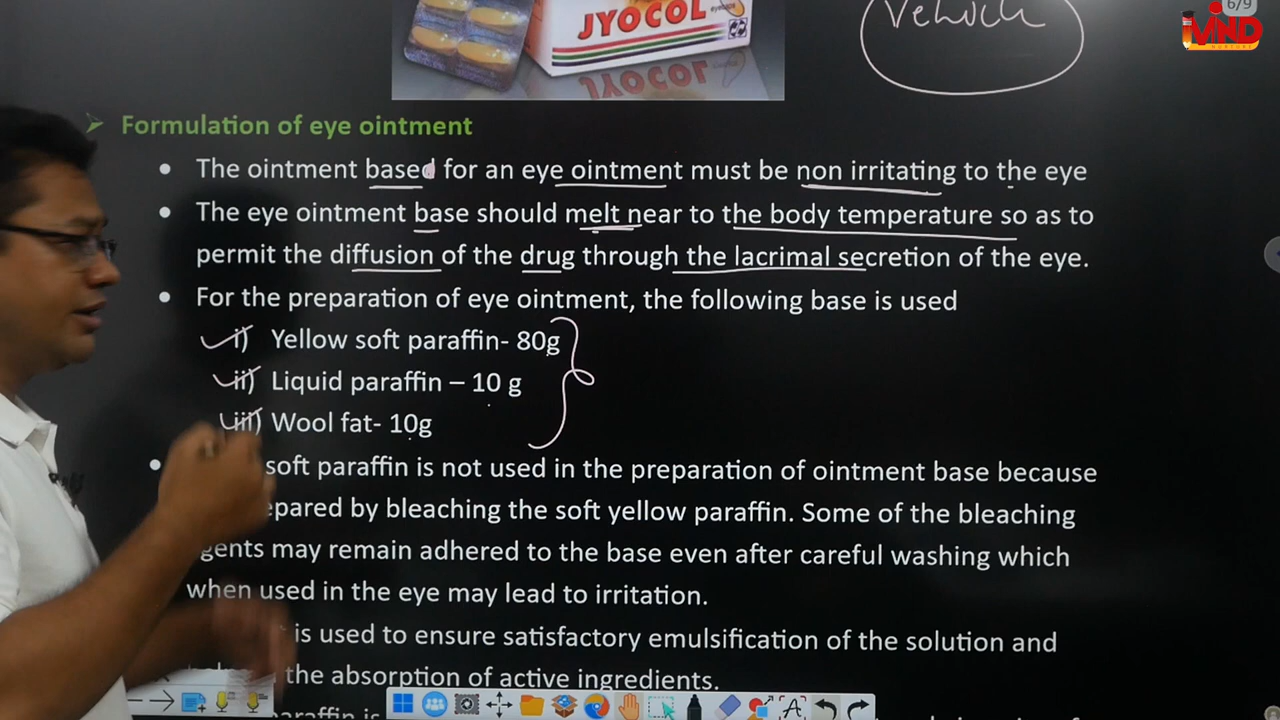 JYOCOL
JYOCOL
6/9
MIND
Formulation of eye ointment
The ointment based for an eye ointment must be non irritating to the eye
The eye ointment base should melt near to the body temperature so as to
permit the diffusion of the drug through the lacrimal secretion of the eye.
For the preparation of eye ointment, the following base is used
i) Yellow soft paraffin- 80g
ii) Liquid paraffin – 10 g
iii) Wool fat- 10g
soft paraffin is not used in the preparation of ointment base because
epared by bleaching the soft yellow paraffin. Some of the bleaching
gents may remain adhered to the base even after careful washing which
when used in the eye may lead to irritation.
is used to ensure satisfactory emulsification of the solution and
the absorption of active ingredients.